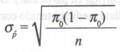 σ_p̂ = √(π₀(1 − π₀) / n)